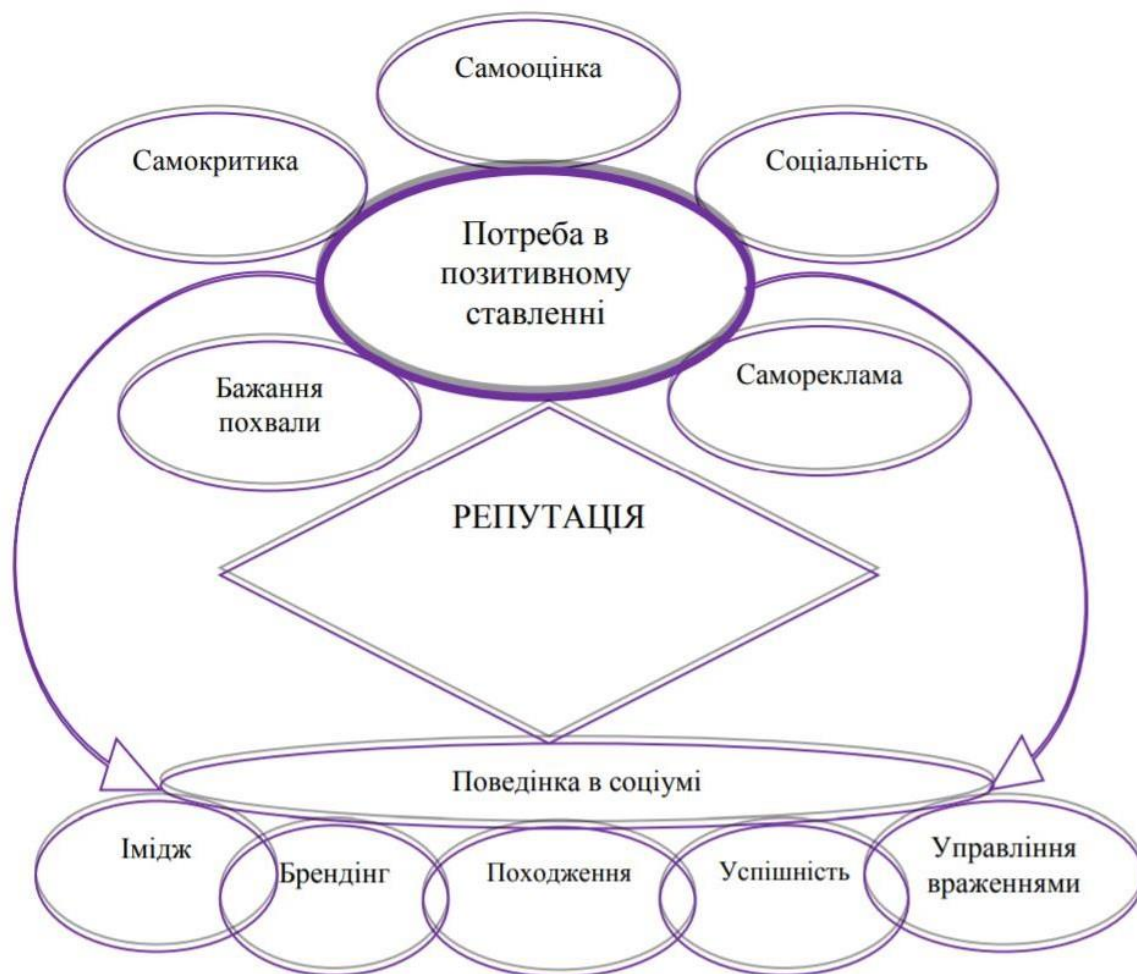 Самооцінка
Самокритика
Соціальність
Потреба в
позитивному
ставленні
Бажання
похвали
Самореклама
РЕПУТАЦІЯ
Поведінка в соціумі
Імідж
Брендінг
Походження
Успішність
Управління
враженнями